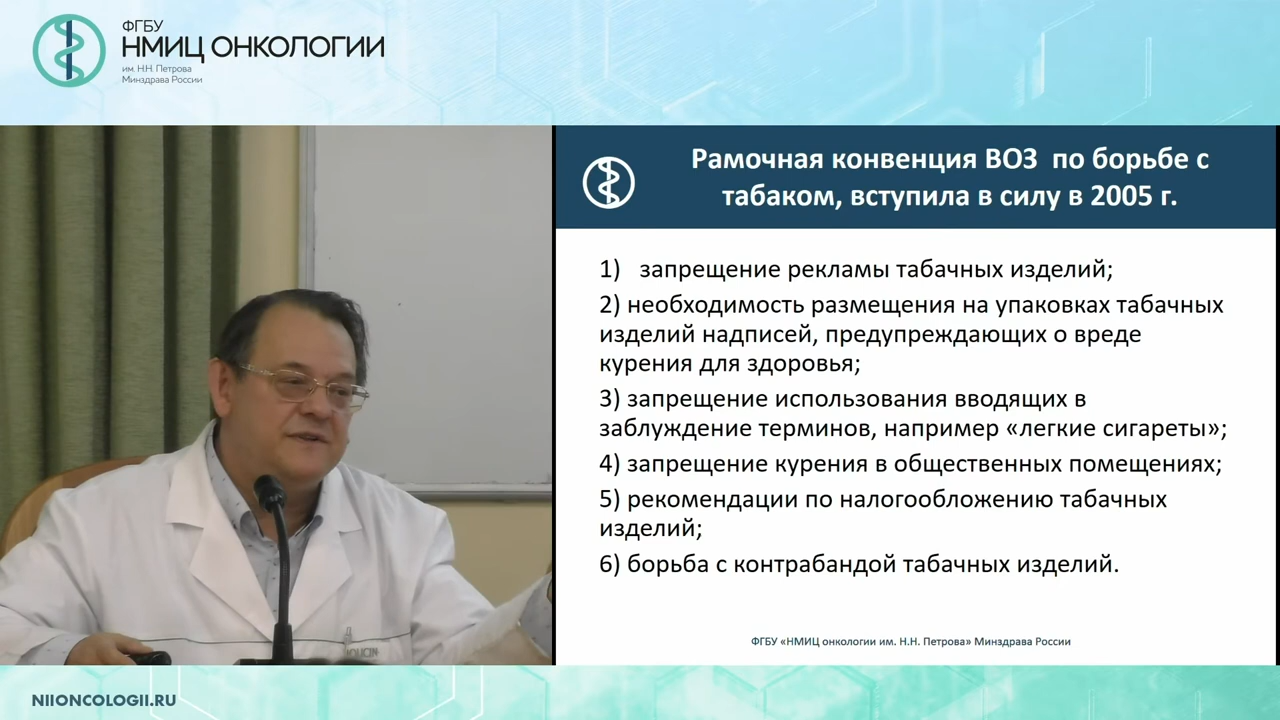 ФГБУ
НМИЦ ОНКОЛОГИИ
им. Н.Н. Петрова
Минздрава России
Рамочная конвенция ВОЗ по борьбе с
табаком, вступила в силу в 2005 г.
1) запрещение рекламы табачных изделий;
2) необходимость размещения на упаковках табачных
изделий надписей, предупреждающих о вреде
курения для здоровья;
3) запрещение использования вводящих в
заблуждение терминов, например «легкие сигареты»;
4) запрещение курения в общественных помещениях;
5) рекомендации по налогообложению табачных
изделий;
6) борьба с контрабандой табачных изделий.
ФГБУ «НМИЦ онкологии им. Н.Н. Петрова» Минздрава России
NIIONCOLOGII.RU